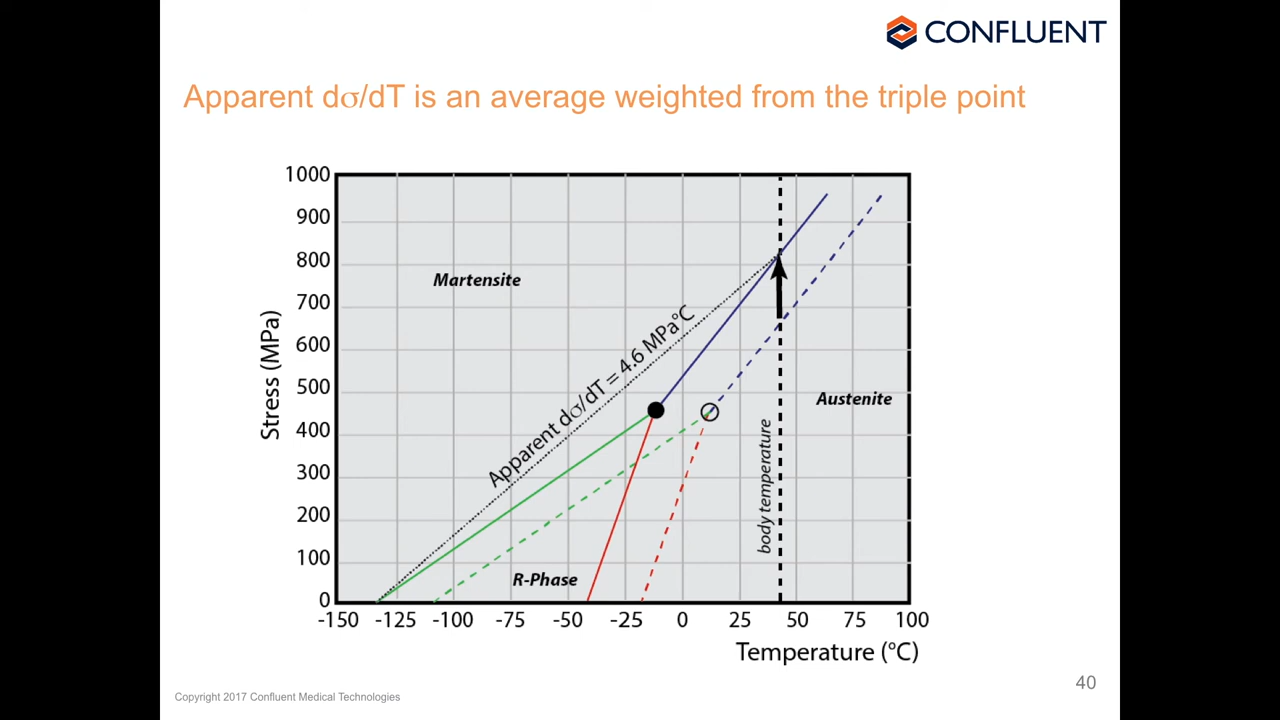 CONFLUENT
Apparent dσ/dT is an average weighted from the triple point
1000
900
800
700
600
500
400
300
200
100
0
Stress (MPa)
Martensite
Apparent dσ/dT = 4.6 MPa°C
Austenite
body temperature
R-Phase
-150 -125 -100 -75 -50 -25 0 25 50 75 100
Temperature (°C)
Copyright 2017 Confluent Medical Technologies
40